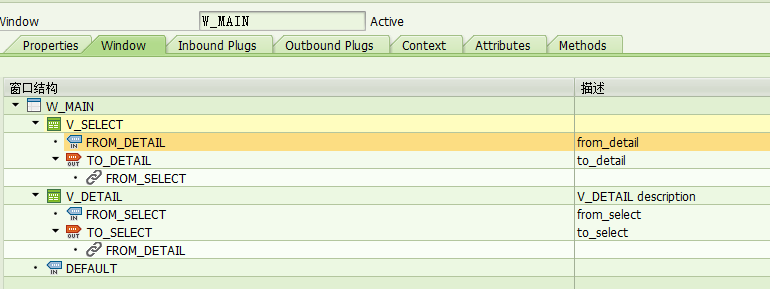 Window W_MAIN Active
Properties Window Inbound Plugs Outbound Plugs Context Attributes Methods
窗口结构 描述
W_MAIN
V_SELECT
IN FROM_DETAIL from_detail
OUT TO_DETAIL to_detail
FROM_SELECT
V_DETAIL V_DETAIL description
IN FROM_SELECT from_select
OUT TO_SELECT to_select
FROM_DETAIL
IN DEFAULT